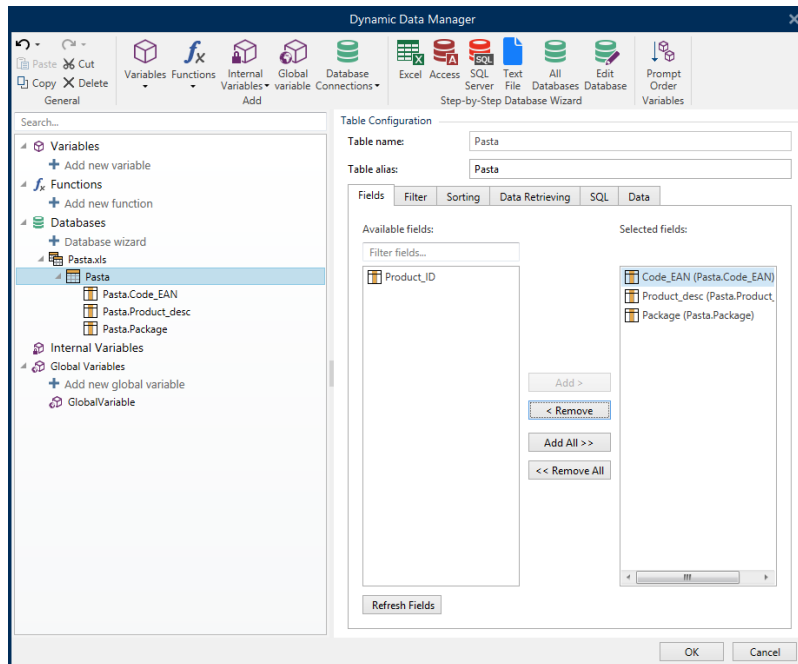 Dynamic Data Manager
Paste Cut
Copy Delete
General
Variables Functions Internal Variables Global variable Database Connections
Add
Excel Access SQL Server Text File All Databases Edit Database
Step-by-Step Database Wizard
Prompt Order
Variables
Search...
Variables
Add new variable
Functions
Add new function
Databases
Database wizard
Pasta.xls
Pasta
Pasta.Code_EAN
Pasta.Product_desc
Pasta.Package
Internal Variables
Global Variables
Add new global variable
GlobalVariable
Table Configuration
Table name: Pasta
Table alias: Pasta
Fields Filter Sorting Data Retrieving SQL Data
Available fields:
Filter fields...
Product_ID
Add >
< Remove
Add All >>
<< Remove All
Selected fields:
Code_EAN (Pasta.Code_EAN)
Product_desc (Pasta.Product_
Package (Pasta.Package)
Refresh Fields
OK Cancel